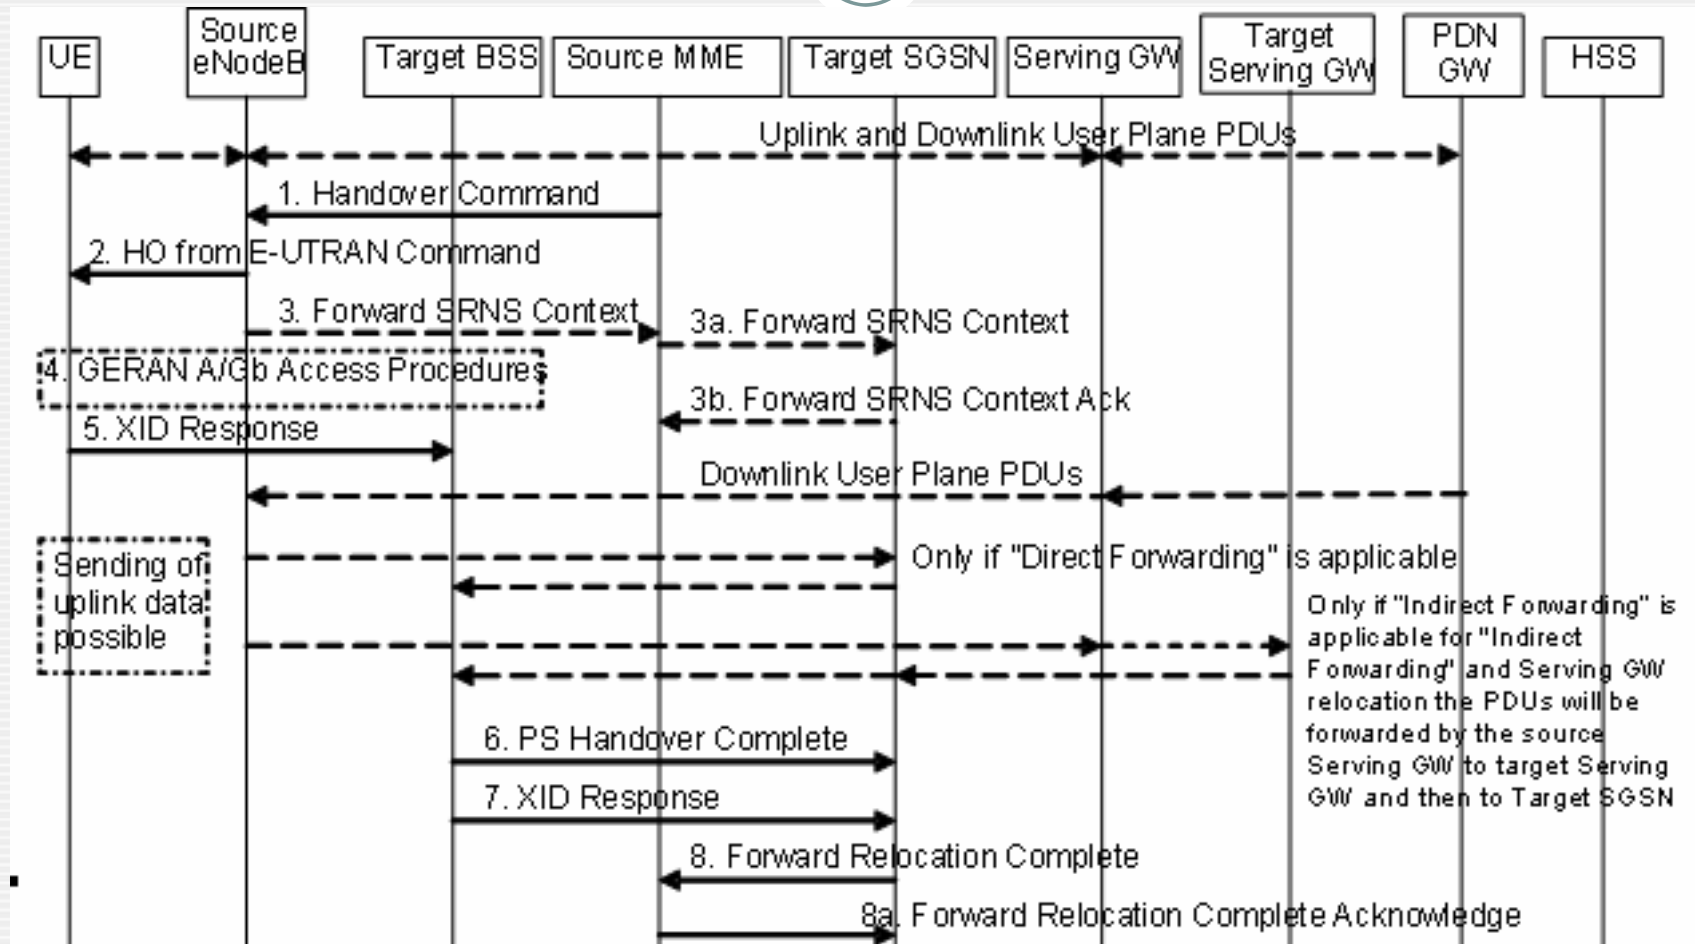 UE
Source
eNodeB
Target BSS
Source MME
Target SGSN
Serving GW
Target
Serving GW
PDN
GW
HSS
Uplink and Downlink User Plane PDUs
1. Handover Command
2. HO from E-UTRAN Command
3. Forward SRNS Context
3a. Forward SRNS Context
4. GERAN A/Gb Access Procedures
3b. Forward SRNS Context Ack
5. XID Response
Downlink User Plane PDUs
Sending of
uplink data
possible
Only if "Direct Forwarding" is applicable
Only if "Indirect Forwarding" is
applicable for "Indirect
Forwarding" and Serving GW
relocation the PDUs will be
forwarded by the source
Serving GW to target Serving
GW and then to Target SGSN
6. PS Handover Complete
7. XID Response
8. Forward Relocation Complete
8a. Forward Relocation Complete Acknowledge